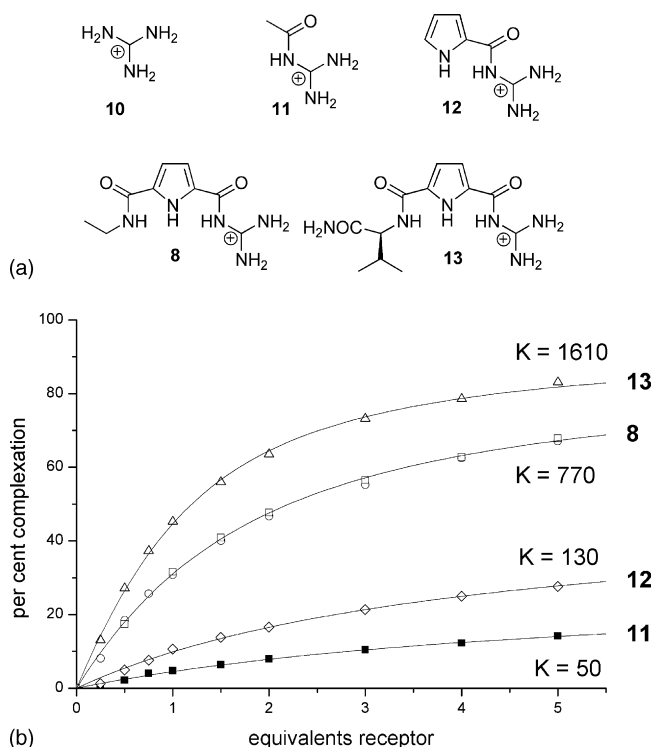 H₂N NH₂
⊕
NH₂
10
O
HN NH₂
⊕
NH₂
11
O
N
H HN NH₂
⊕
NH₂
12
O O
NH N
H HN NH₂
⊕
NH₂
8
O O
H₂NOC NH N
H HN NH₂
⊕
NH₂
13
(a)
100
80
60
40
20
0
per cent complexation
K = 1610
13
8
K = 770
K = 130
12
11
K = 50
0 1 2 3 4 5
equivalents receptor
(b)